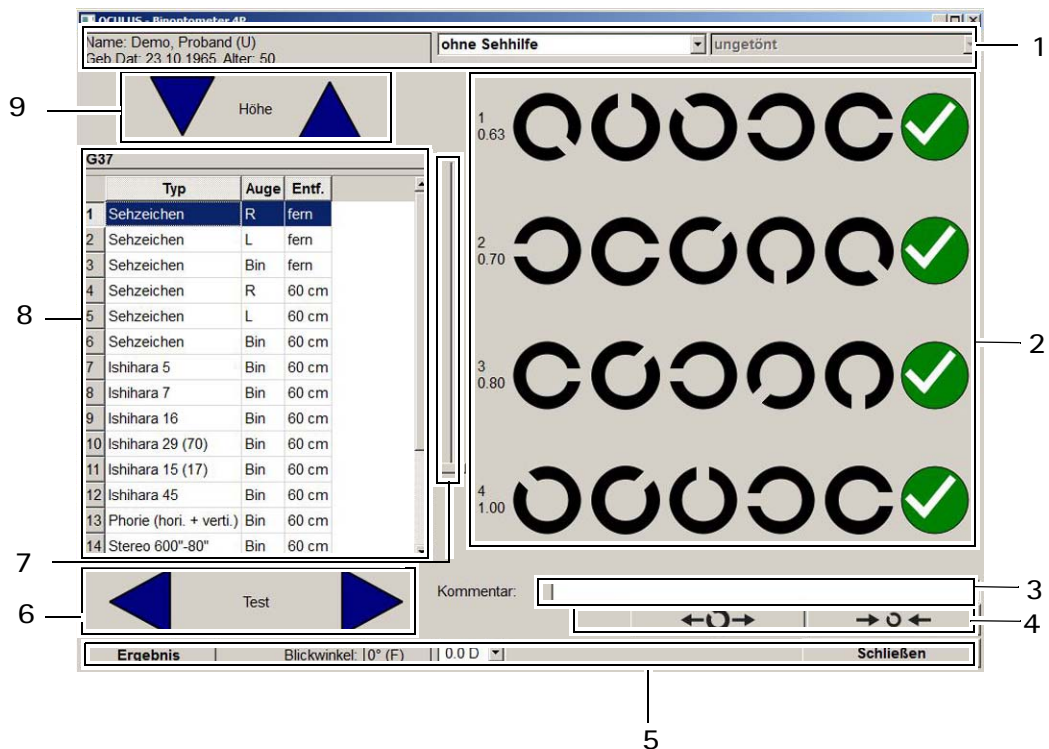 OCULUS - Binoptometer 4P
Name: Demo, Proband (U)
Geb Dat: 23.10.1965 Alter: 50
ohne Sehhilfe
ungetönt
1
9
Höhe
1
0.63
G37
Typ Auge Entf.
1 Sehzeichen R fern
2 Sehzeichen L fern
3 Sehzeichen Bin fern
4 Sehzeichen R 60 cm
5 Sehzeichen L 60 cm
6 Sehzeichen Bin 60 cm
7 Ishihara 5 Bin 60 cm
8 Ishihara 7 Bin 60 cm
9 Ishihara 16 Bin 60 cm
10 Ishihara 29 (70) Bin 60 cm
11 Ishihara 15 (17) Bin 60 cm
12 Ishihara 45 Bin 60 cm
13 Phorie (hori. + verti.) Bin 60 cm
14 Stereo 600"-80" Bin 60 cm
8
2
0.70
2
3
0.80
4
1.00
7
6
Test
Kommentar:
3
4
Ergebnis
Blickwinkel: 0° (F)
0.0 D
Schließen
5